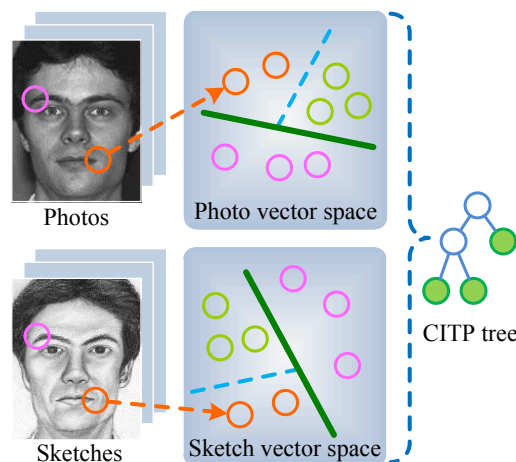 Photos
Photo vector space
CITP tree
Sketches
Sketch vector space